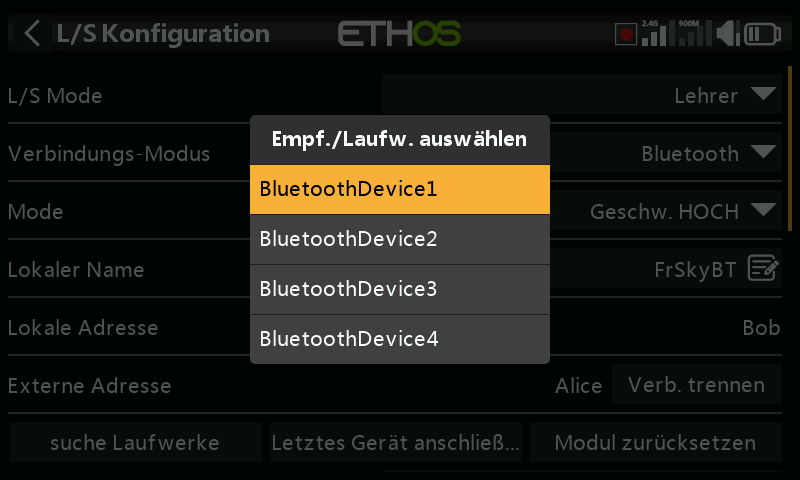 L/S Konfiguration
ETHOS
2.4G
900M
L/S Mode
Lehrer
Empf./Laufw. auswählen
Verbindungs-Modus
Bluetooth
BluetoothDevice1
Mode
Geschw. HOCH
BluetoothDevice2
Lokaler Name
FrSkyBT
BluetoothDevice3
Lokale Adresse
Bob
BluetoothDevice4
Externe Adresse
Alice
Verb. trennen
suche Laufwerke
Letztes Gerät anschließ...
Modul zurücksetzen